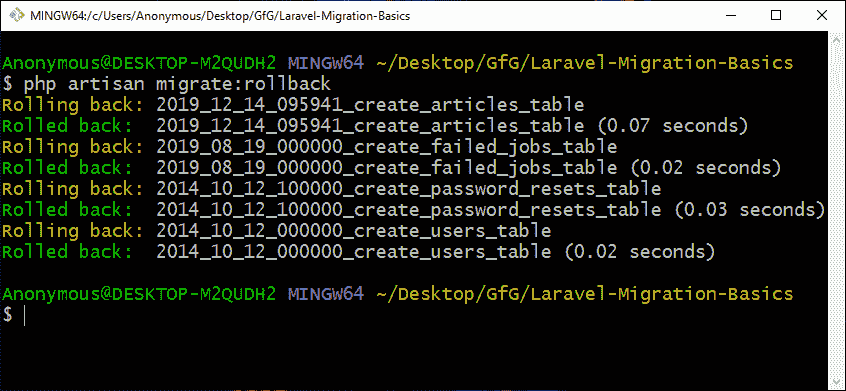 MINGW64:/c/Users/Anonymous/Desktop/GfG/Laravel-Migration-Basics
Anonymous@DESKTOP-M2QUDH2 MINGW64 ~/Desktop/GfG/Laravel-Migration-Basics
$ php artisan migrate:rollback
Rolling back: 2019_12_14_095941_create_articles_table
Rolled back:  2019_12_14_095941_create_articles_table (0.07 seconds)
Rolling back: 2019_08_19_000000_create_failed_jobs_table
Rolled back:  2019_08_19_000000_create_failed_jobs_table (0.02 seconds)
Rolling back: 2014_10_12_100000_create_password_resets_table
Rolled back:  2014_10_12_100000_create_password_resets_table (0.03 seconds)
Rolling back: 2014_10_12_000000_create_users_table
Rolled back:  2014_10_12_000000_create_users_table (0.02 seconds)
Anonymous@DESKTOP-M2QUDH2 MINGW64 ~/Desktop/GfG/Laravel-Migration-Basics
$